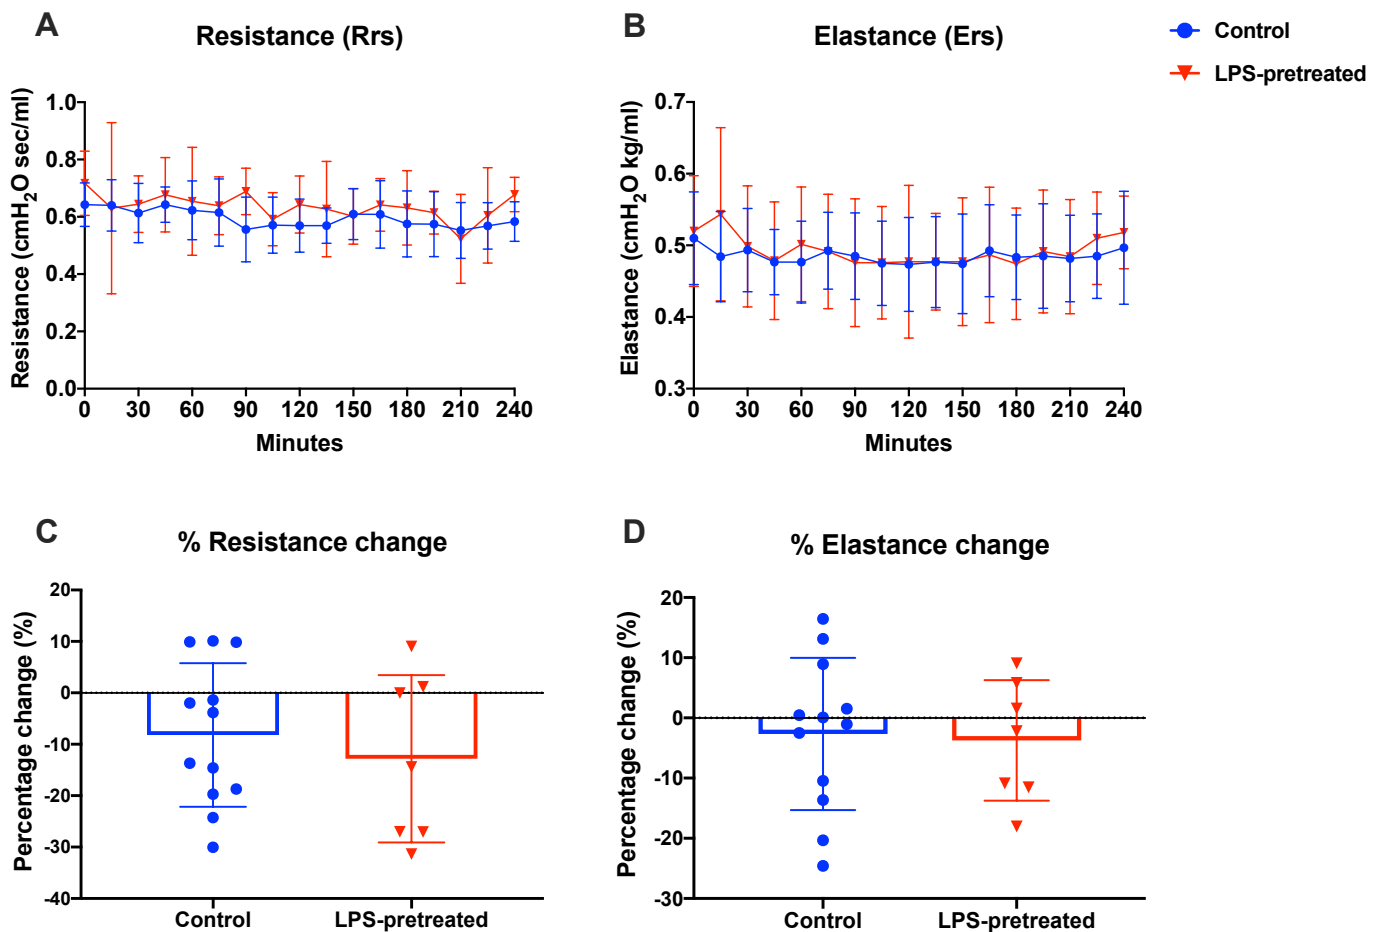 A
Resistance (Rrs)
Resistance (cmH₂O sec/ml)
1.0
0.8
0.6
0.4
0.2
0.0
0 30 60 90 120 150 180 210 240
Minutes
B
Elastance (Ers)
Elastance (cmH₂O kg/ml)
0.7
0.6
0.5
0.4
0.3
0 30 60 90 120 150 180 210 240
Minutes
Control
LPS-pretreated
C
% Resistance change
Percentage change (%)
20
10
0
-10
-20
-30
-40
Control LPS-pretreated
D
% Elastance change
Percentage change (%)
20
10
0
-10
-20
-30
Control LPS-pretreated